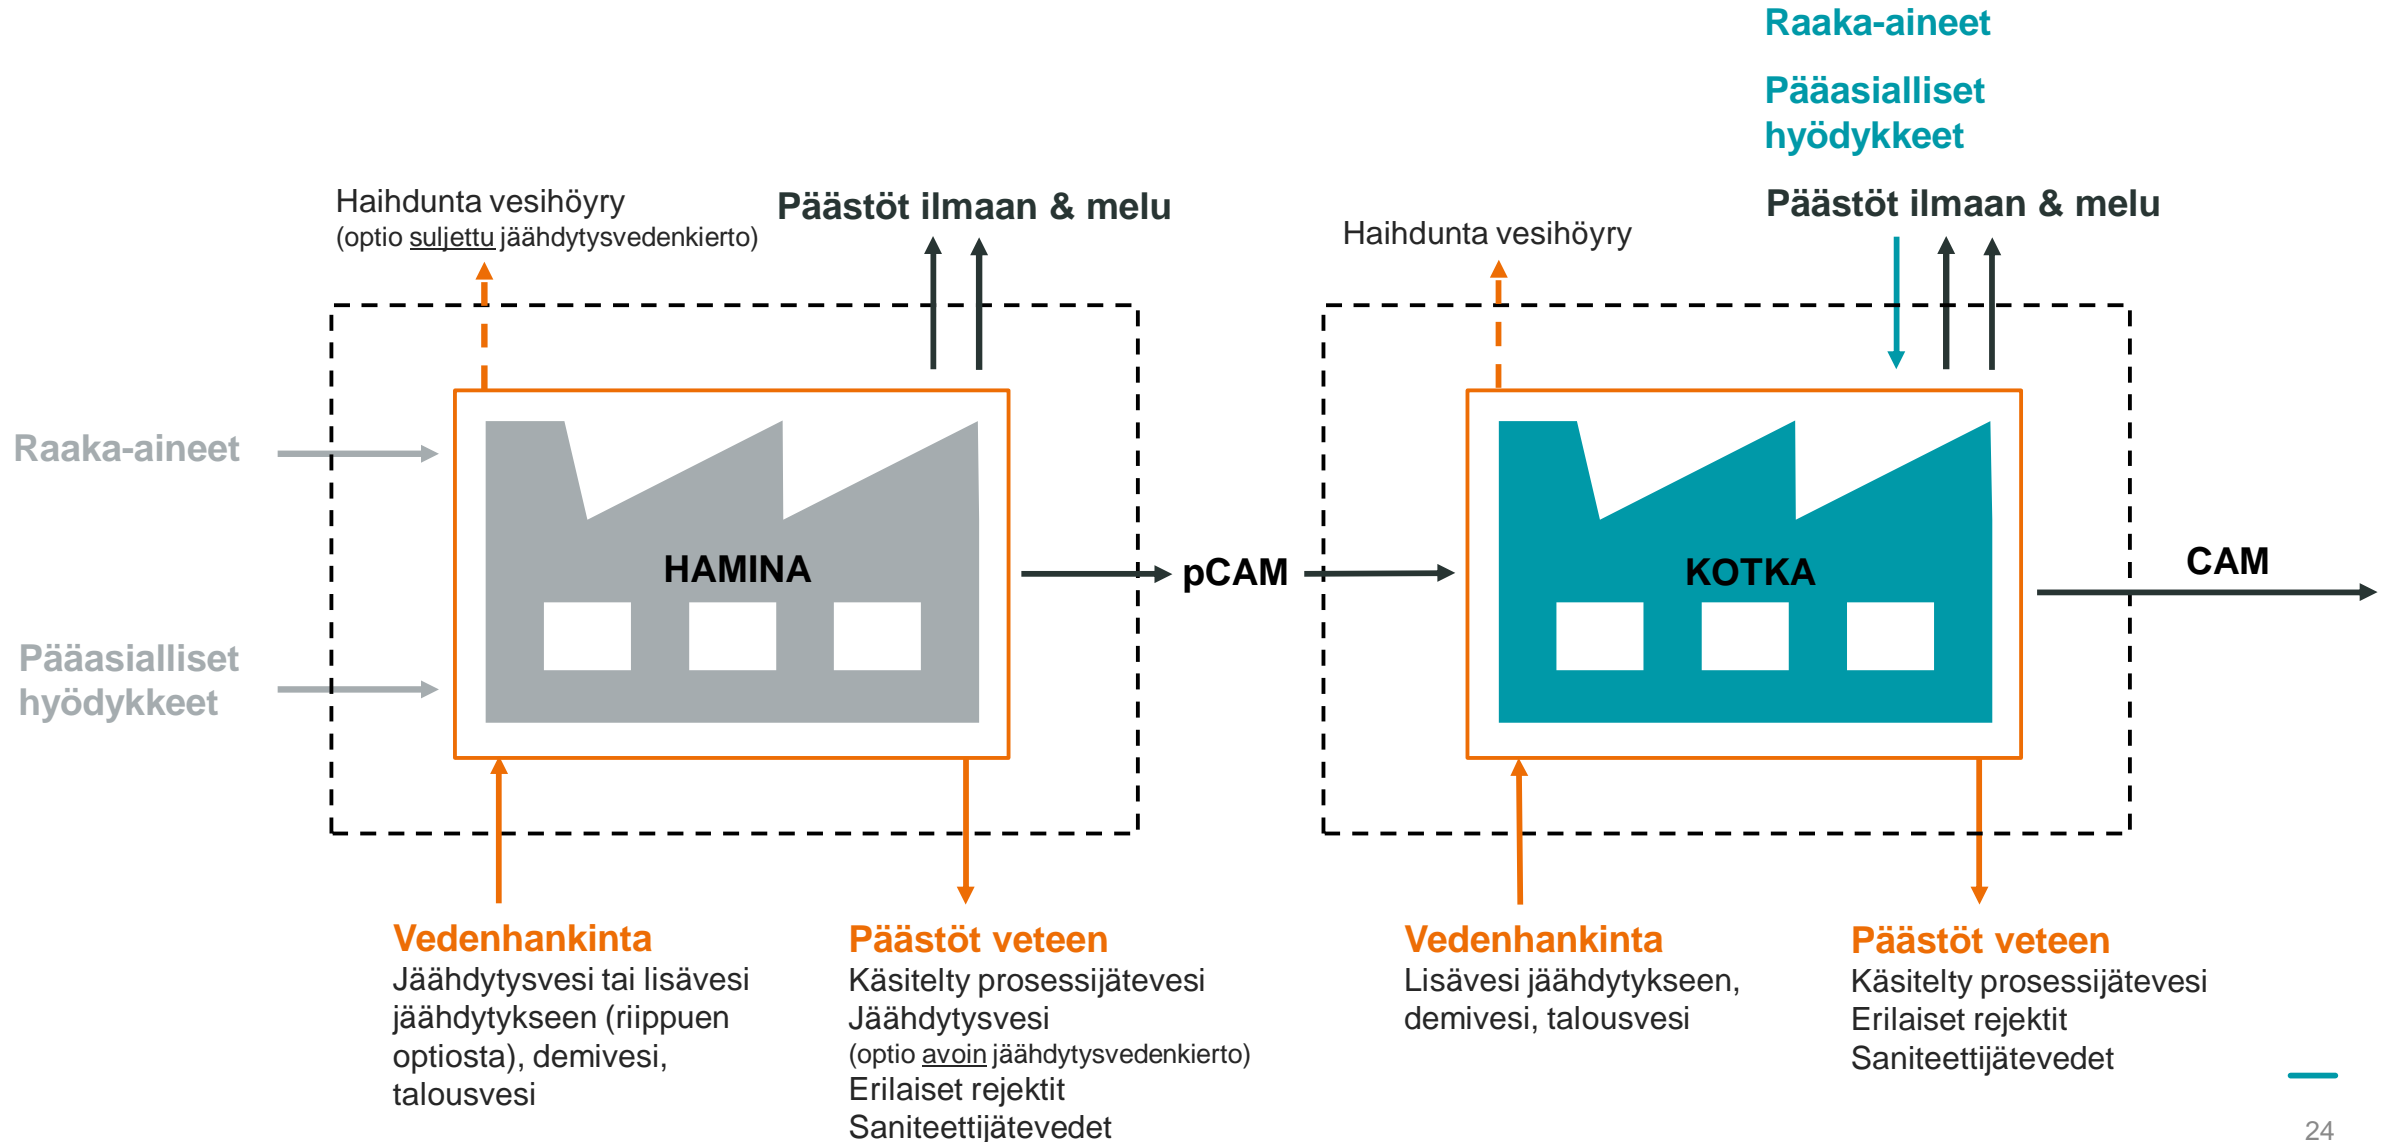 Raaka-aineet
Pääasialliset
hyödykkeet
Haihdunta vesihöyry
(optio suljettu jäähdytysvedenkierto)
Päästöt ilmaan & melu
Haihdunta vesihöyry
Päästöt ilmaan & melu
Raaka-aineet
Pääasialliset
hyödykkeet
HAMINA
pCAM
KOTKA
CAM
Vedenhankinta
Jäähdytysvesi tai lisävesi
jäähdytykseen (riippuen
optiosta), demivesi,
talousvesi
Päästöt veteen
Käsitelty prosessijätevesi
Jäähdytysvesi
(optio avoin jäähdytysvedenkierto)
Erilaiset rejektit
Saniteettijätevedet
Vedenhankinta
Lisävesi jäähdytykseen,
demivesi, talousvesi
Päästöt veteen
Käsitelty prosessijätevesi
Erilaiset rejektit
Saniteettijätevedet
24